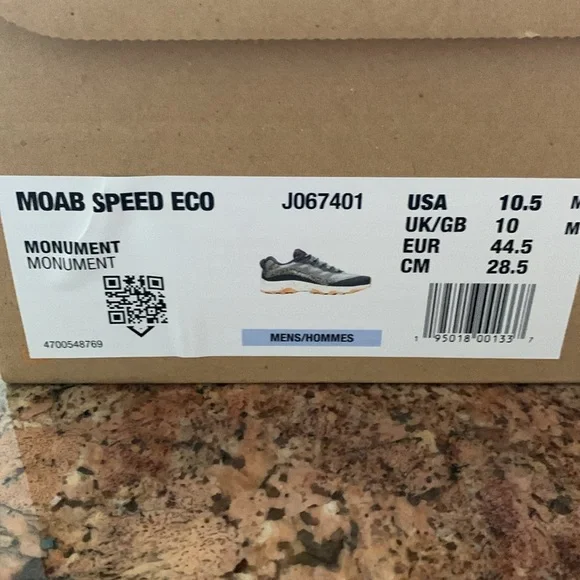 MOAB SPEED ECO J067401
MONUMENT
MONUMENT
4700548769
MENS/HOMMES
USA 10.5 M
UK/GB 10 M
EUR 44.5
CM 28.5
1 95018 00133 7